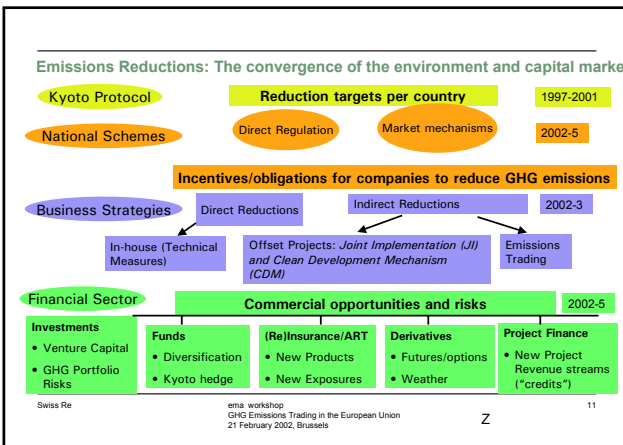 Emissions Reductions: The convergence of the environment and capital marke
Kyoto Protocol
Reduction targets per country
1997-2001
National Schemes
Direct Regulation
Market mechanisms
2002-5
Incentives/obligations for companies to reduce GHG emissions
Business Strategies
Direct Reductions
Indirect Reductions
2002-3
In-house (Technical
Measures)
Offset Projects: Joint Implementation (JI)
and Clean Development Mechanism
(CDM)
Emissions
Trading
Financial Sector
Commercial opportunities and risks
2002-5
Investments
• Venture Capital
• GHG Portfolio
Risks
Funds
• Diversification
• Kyoto hedge
(Re)Insurance/ART
• New Products
• New Exposures
Derivatives
• Futures/options
• Weather
Project Finance
• New Project
Revenue streams
("credits")
Swiss Re
ema workshop
GHG Emissions Trading in the European Union
21 February 2002, Brussels
Z
11